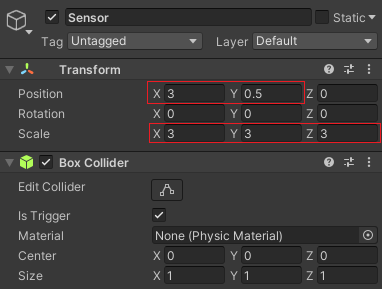 Sensor Static
Tag Untagged Layer Default
Transform
Position X 3 Y 0.5 Z 0
Rotation X 0 Y 0 Z 0
Scale X 3 Y 3 Z 3
Box Collider
Edit Collider
Is Trigger
Material None (Physic Material)
Center X 0 Y 0 Z 0
Size X 1 Y 1 Z 1